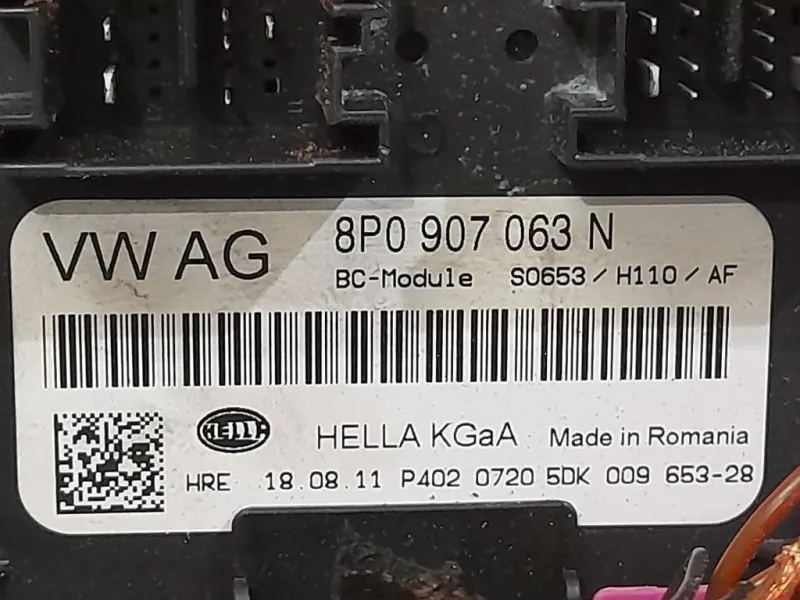 VW AG 8P0 907 063 N
BC-Module S0653 / H110 / AF
HELLA HELLA KGaA Made in Romania
HRE 18.08.11 P402 0720 5DK 009 653-28